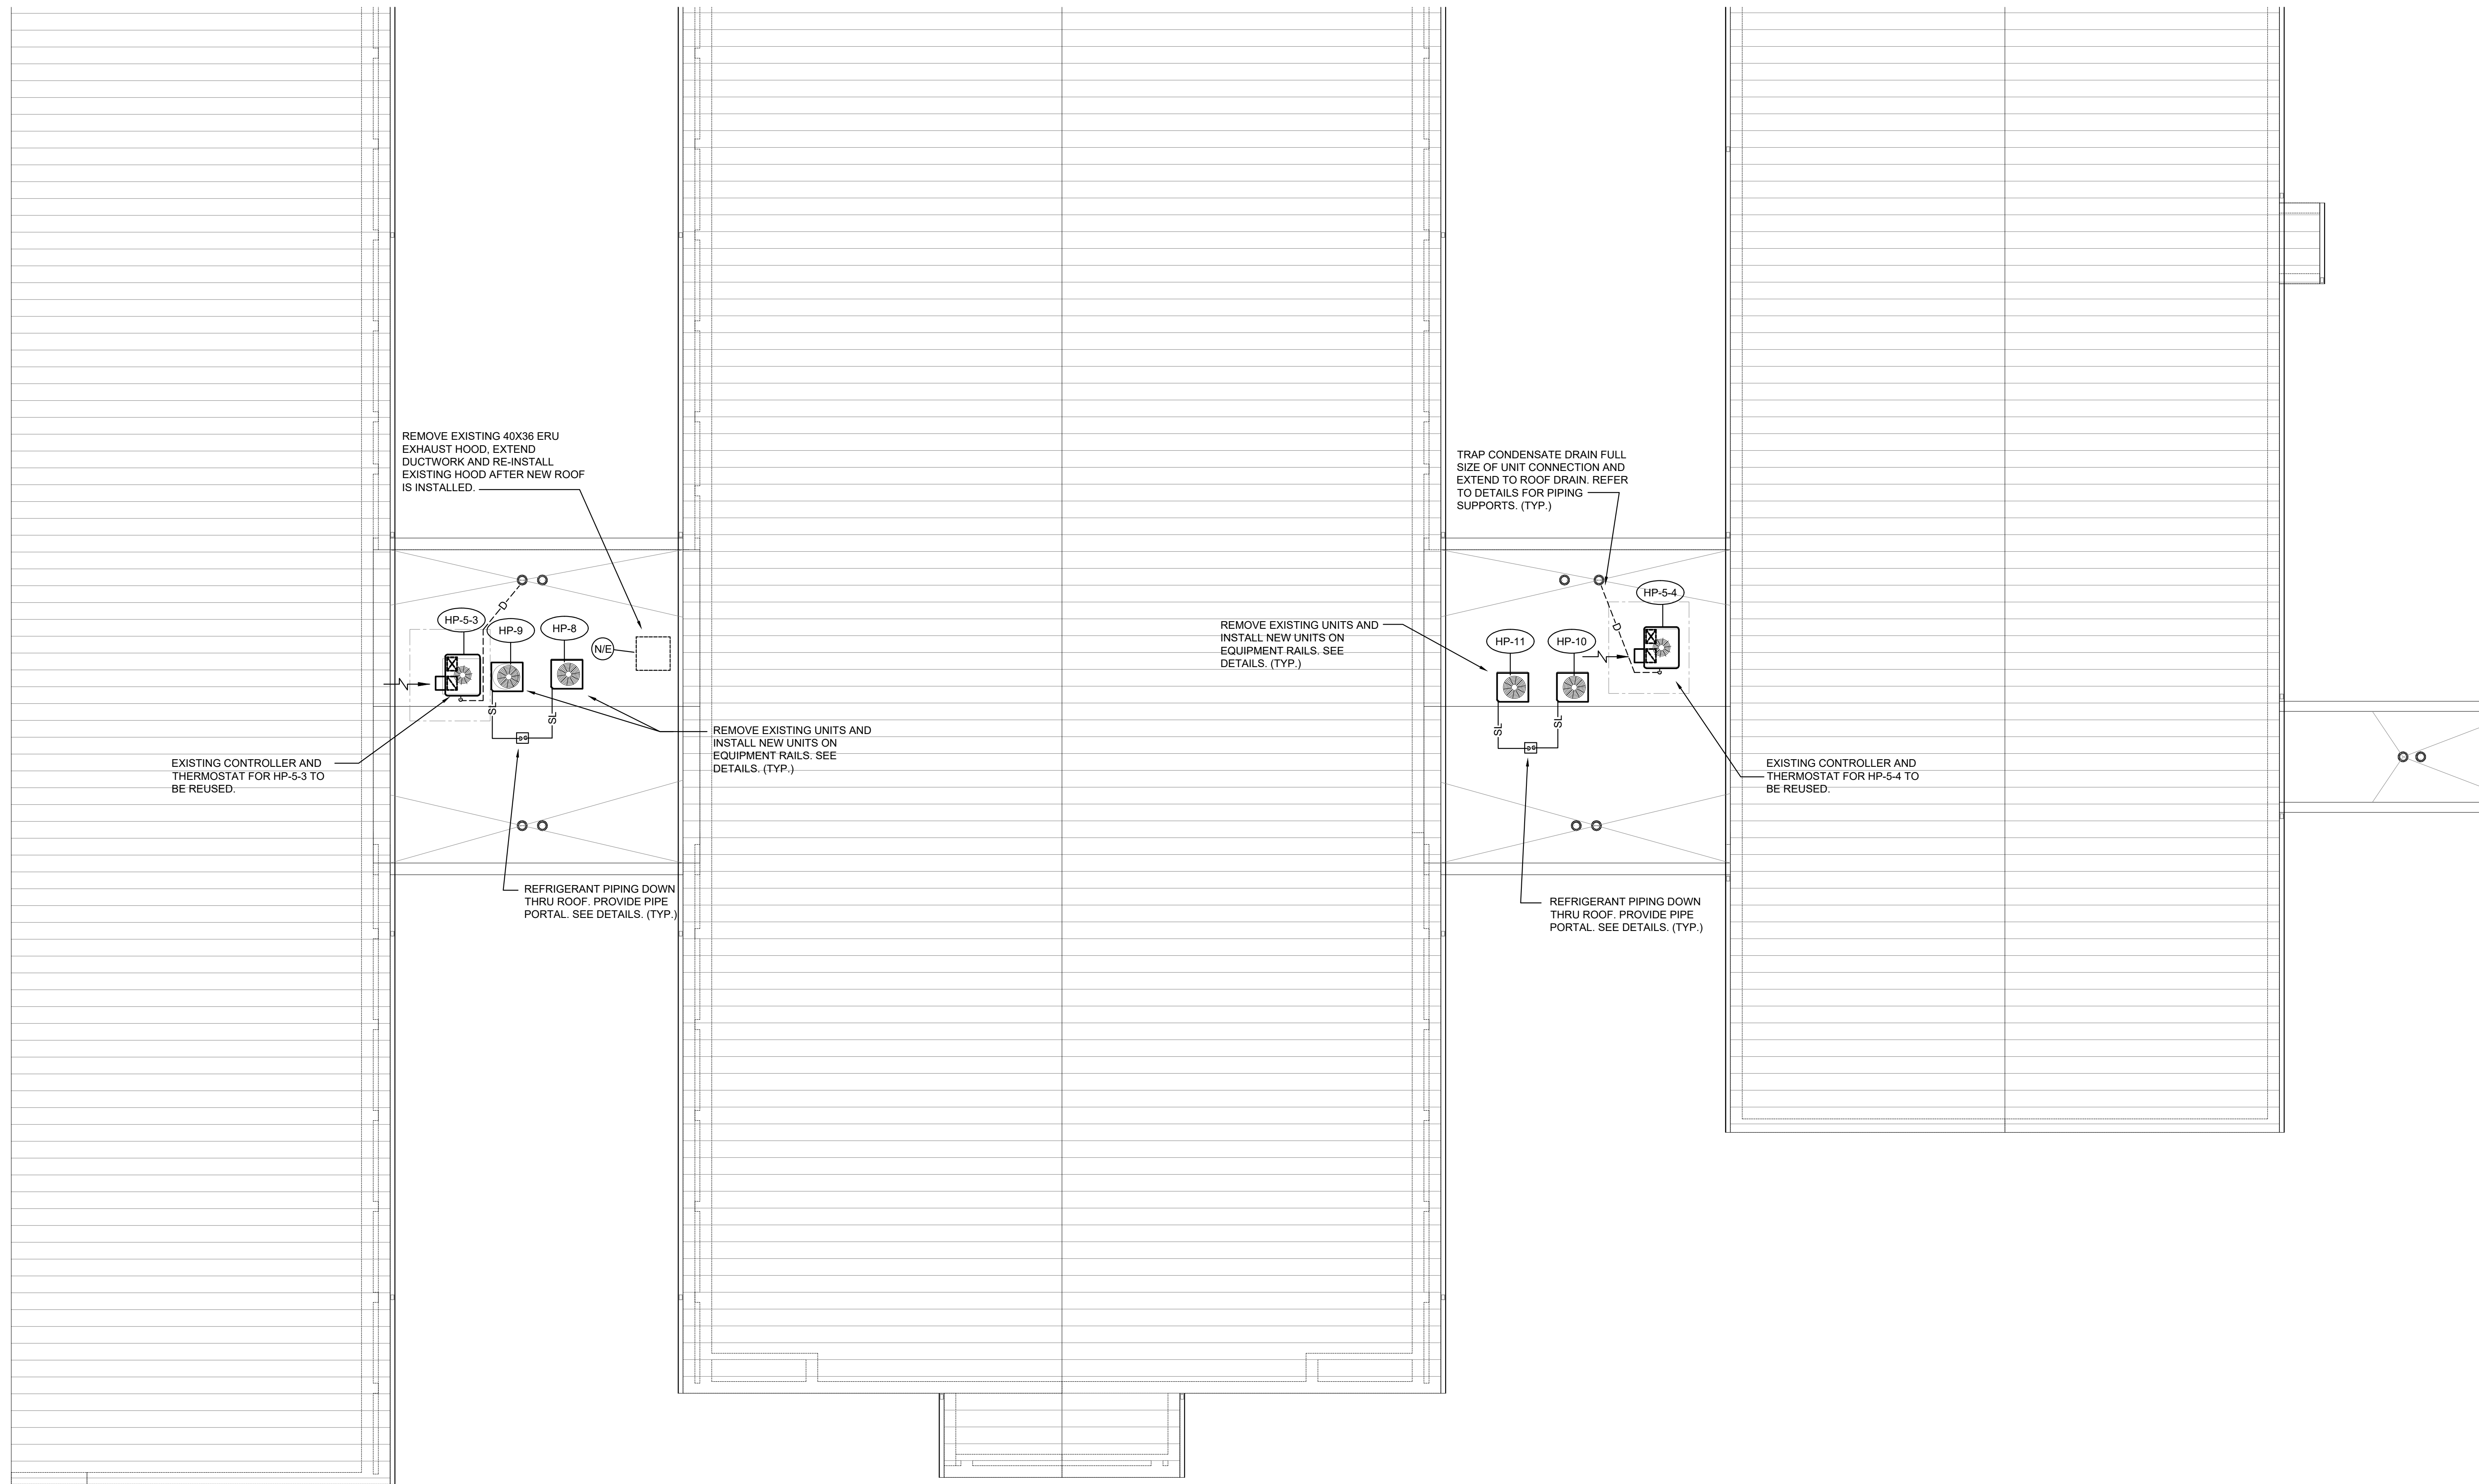 REMOVE EXISTING 40X36 ERU
EXHAUST HOOD, EXTEND
DUCTWORK AND RE-INSTALL
EXISTING HOOD AFTER NEW ROOF
IS INSTALLED.
TRAP CONDENSATE DRAIN FULL
SIZE OF UNIT CONNECTION AND
EXTEND TO ROOF DRAIN. REFER
TO DETAILS FOR PIPING
SUPPORTS. (TYP.)
D
HP-5-3
HP-9
HP-8
N/E
SL
SL
REMOVE EXISTING UNITS AND
INSTALL NEW UNITS ON
EQUIPMENT RAILS. SEE
DETAILS. (TYP.)
EXISTING CONTROLLER AND
THERMOSTAT FOR HP-5-3 TO
BE REUSED.
REFRIGERANT PIPING DOWN
THRU ROOF. PROVIDE PIPE
PORTAL. SEE DETAILS. (TYP.)
REMOVE EXISTING UNITS AND
INSTALL NEW UNITS ON
EQUIPMENT RAILS. SEE
DETAILS. (TYP.)
HP-11
HP-10
HP-5-4
D
SL
SL
EXISTING CONTROLLER AND
THERMOSTAT FOR HP-5-4 TO
BE REUSED.
REFRIGERANT PIPING DOWN
THRU ROOF. PROVIDE PIPE
PORTAL. SEE DETAILS. (TYP.)